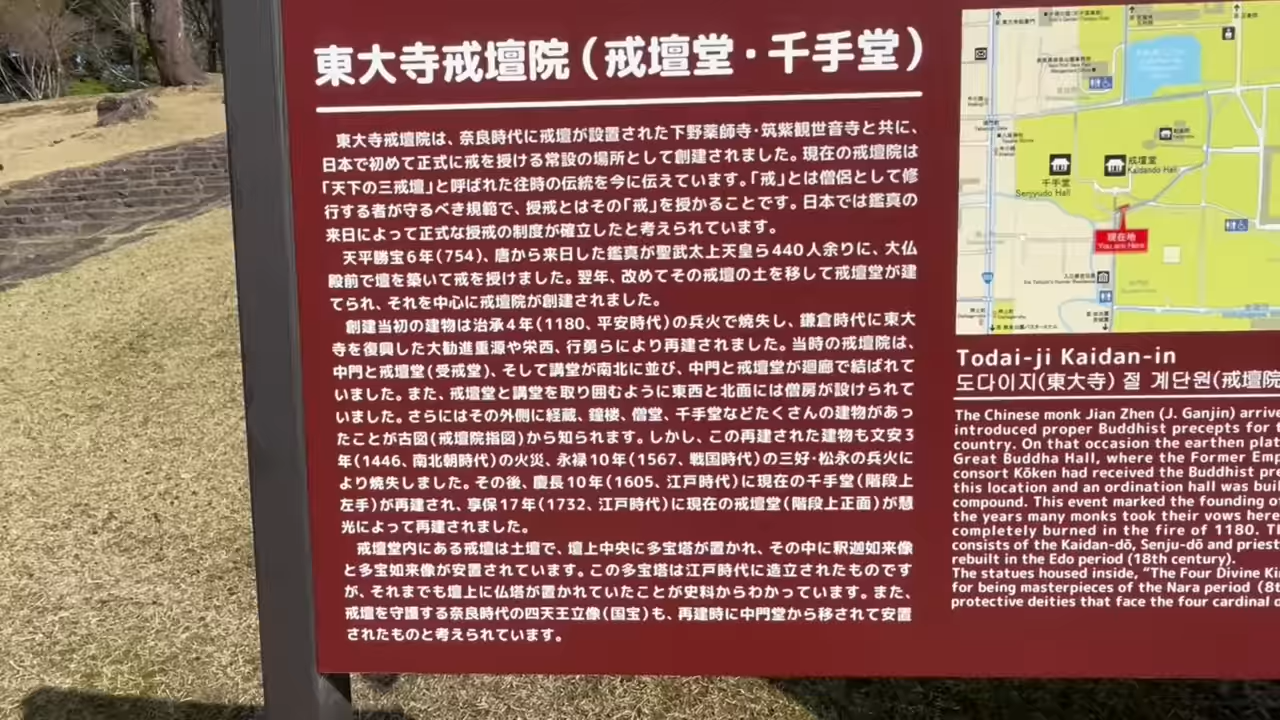 東大寺戒壇院（戒壇堂・千手堂）
東大寺戒壇院は、奈良時代に戒壇が設置された下野薬師寺・筑紫観世音寺と共に、
日本で初めて正式に戒を授ける常設の場所として創建されました。現在の戒壇院は
「天下の三戒壇」と呼ばれた往時の伝統を今に伝えています。「戒」とは僧侶として修
行する者が守るべき規範で、授戒とはその「戒」を授かることです。日本では鑑真の
来日によって正式な授戒の制度が確立したと考えられています。
天平勝宝6年（754）、唐から来日した鑑真が聖武太上天皇ら440人余りに、大仏
殿前で壇を築いて戒を授けました。翌年、改めてその戒壇の土を移して戒壇堂が建
てられ、それを中心に戒壇院が創建されました。
創建当初の建物は治承4年（1180、平安時代）の兵火で焼失し、鎌倉時代に東大
寺を復興した大勧進重源や栄西、行勇らにより再建されました。当時の戒壇院は、
中門と戒壇堂（受戒堂）、そして講堂が南北に並び、中門と戒壇堂が廻廊で結ばれて
いました。また、戒壇堂と講堂を取り囲むように東西と北面には僧房が設けられて
いました。さらにはその外側に経蔵、鐘楼、僧堂、千手堂などたくさんの建物があっ
たことが古図（戒壇院指図）から知られます。しかし、この再建された建物も文安3
年（1446、南北朝時代）の火災、永禄10年（1567、戦国時代）の三好・松永の兵火に
より焼失しました。その後、慶長10年（1605、江戸時代）に現在の千手堂（階段上
左手）が再建され、享保17年（1732、江戸時代）に現在の戒壇堂（階段上正面）が慧
光によって再建されました。
戒壇堂内にある戒壇は土壇で、壇上中央に多宝塔が置かれ、その中に釈迦如来像
と多宝如来像が安置されています。この多宝塔は江戸時代に造立されたものです
が、それまでも壇上に仏塔が置かれていたことが史料からわかっています。また、
戒壇を守護する奈良時代の四天王立像（国宝）も、再建時に中門堂から移されて安置
されたものと考えられています。
戒壇堂
Kaidando Hall
千手堂
Senjyudo Hall
現在地
You are Here
Todai-ji Kaidan-in
도다이지(東大寺) 절 계단원(戒壇院
The Chinese monk Jian Zhen (J. Ganjin) arrive
introduced proper Buddhist precepts for t
country. On that occasion the earthen plat
Great Buddha Hall, where the Former Emp
consort Kōken had received the Buddhist pre
this location and an ordination hall was buil
compound. This event marked the founding o
the years many monks took their vows here
completely burned in the fire of 1180. Th
consists of the Kaidan-dō, Senju-dō and priest
rebuilt in the Edo period (18th century).
The statues housed inside, “The Four Divine Ki
for being masterpieces of the Nara period (8t
protective deities that face the four cardinal d